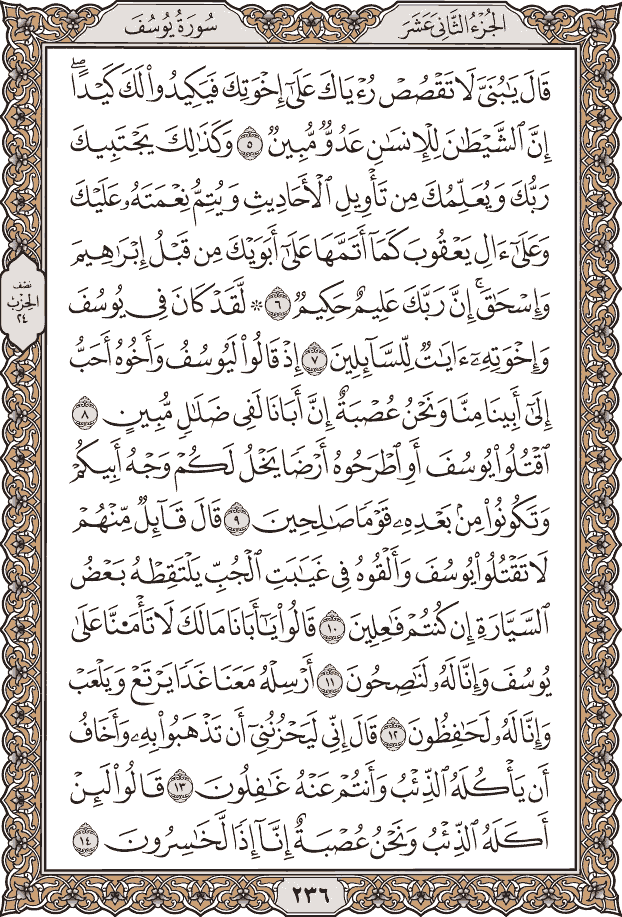 الجُزْءُ الثَّانِي عَشَرَ
سُورَةُ يُوسُفَ
قَالَ يَٰبُنَيَّ لَا تَقۡصُصۡ رُءۡيَاكَ عَلَىٰٓ إِخۡوَتِكَ فَيَكِيدُواْ لَكَ كَيۡدًاۖ
إِنَّ ٱلشَّيۡطَٰنَ لِلۡإِنسَٰنِ عَدُوّٞ مُّبِينٞ ٥ وَكَذَٰلِكَ يَجۡتَبِيكَ
رَبُّكَ وَيُعَلِّمُكَ مِن تَأۡوِيلِ ٱلۡأَحَادِيثِ وَيُتِمُّ نِعۡمَتَهُۥ عَلَيۡكَ
وَعَلَىٰٓ ءَالِ يَعۡقُوبَ كَمَآ أَتَمَّهَا عَلَىٰٓ أَبَوَيۡكَ مِن قَبۡلُ إِبۡرَٰهِيمَ
وَإِسۡحَٰقَۚ إِنَّ رَبَّكَ عَلِيمٌ حَكِيمٞ ٦ ۞ لَّقَدۡ كَانَ فِي يُوسُفَ
وَإِخۡوَتِهِۦٓ ءَايَٰتٞ لِّلسَّآئِلِينَ ٧ إِذۡ قَالُواْ لَيُوسُفُ وَأَخُوهُ أَحَبُّ
إِلَىٰٓ أَبِينَا مِنَّا وَنَحۡنُ عُصۡبَةٌ إِنَّ أَبَانَا لَفِي ضَلَٰلٖ مُّبِينٍ ٨
ٱقۡتُلُواْ يُوسُفَ أَوِ ٱطۡرَحُوهُ أَرۡضٗا يَخۡلُ لَكُمۡ وَجۡهُ أَبِيكُمۡ
وَتَكُونُواْ مِنۢ بَعۡدِهِۦ قَوۡمٗا صَٰلِحِينَ ٩ قَالَ قَآئِلٞ مِّنۡهُمۡ
لَا تَقۡتُلُواْ يُوسُفَ وَأَلۡقُوهُ فِي غَيَٰبَتِ ٱلۡجُبِّ يَلۡتَقِطۡهُ بَعۡضُ
ٱلسَّيَّارَةِ إِن كُنتُمۡ فَٰعِلِينَ ١٠ قَالُواْ يَٰٓأَبَانَا مَالَكَ لَا تَأۡمَ۬نَّا عَلَىٰ
يُوسُفَ وَإِنَّا لَهُۥ لَنَٰصِحُونَ ١١ أَرۡسِلۡهُ مَعَنَا غَدٗا يَرۡتَعۡ وَيَلۡعَبۡ
وَإِنَّا لَهُۥ لَحَٰفِظُونَ ١٢ قَالَ إِنِّي لَيَحۡزُنُنِيٓ أَن تَذۡهَبُواْ بِهِۦ وَأَخَافُ
أَن يَأۡكُلَهُ ٱلذِّئۡبُ وَأَنتُمۡ عَنۡهُ غَٰفِلُونَ ١٣ قَالُواْ لَئِنۡ
أَكَلَهُ ٱلذِّئۡبُ وَنَحۡنُ عُصۡبَةٌ إِنَّآ إِذٗا لَّخَٰسِرُونَ ١٤
نصف
الحزب
٢٤
٢٣٦